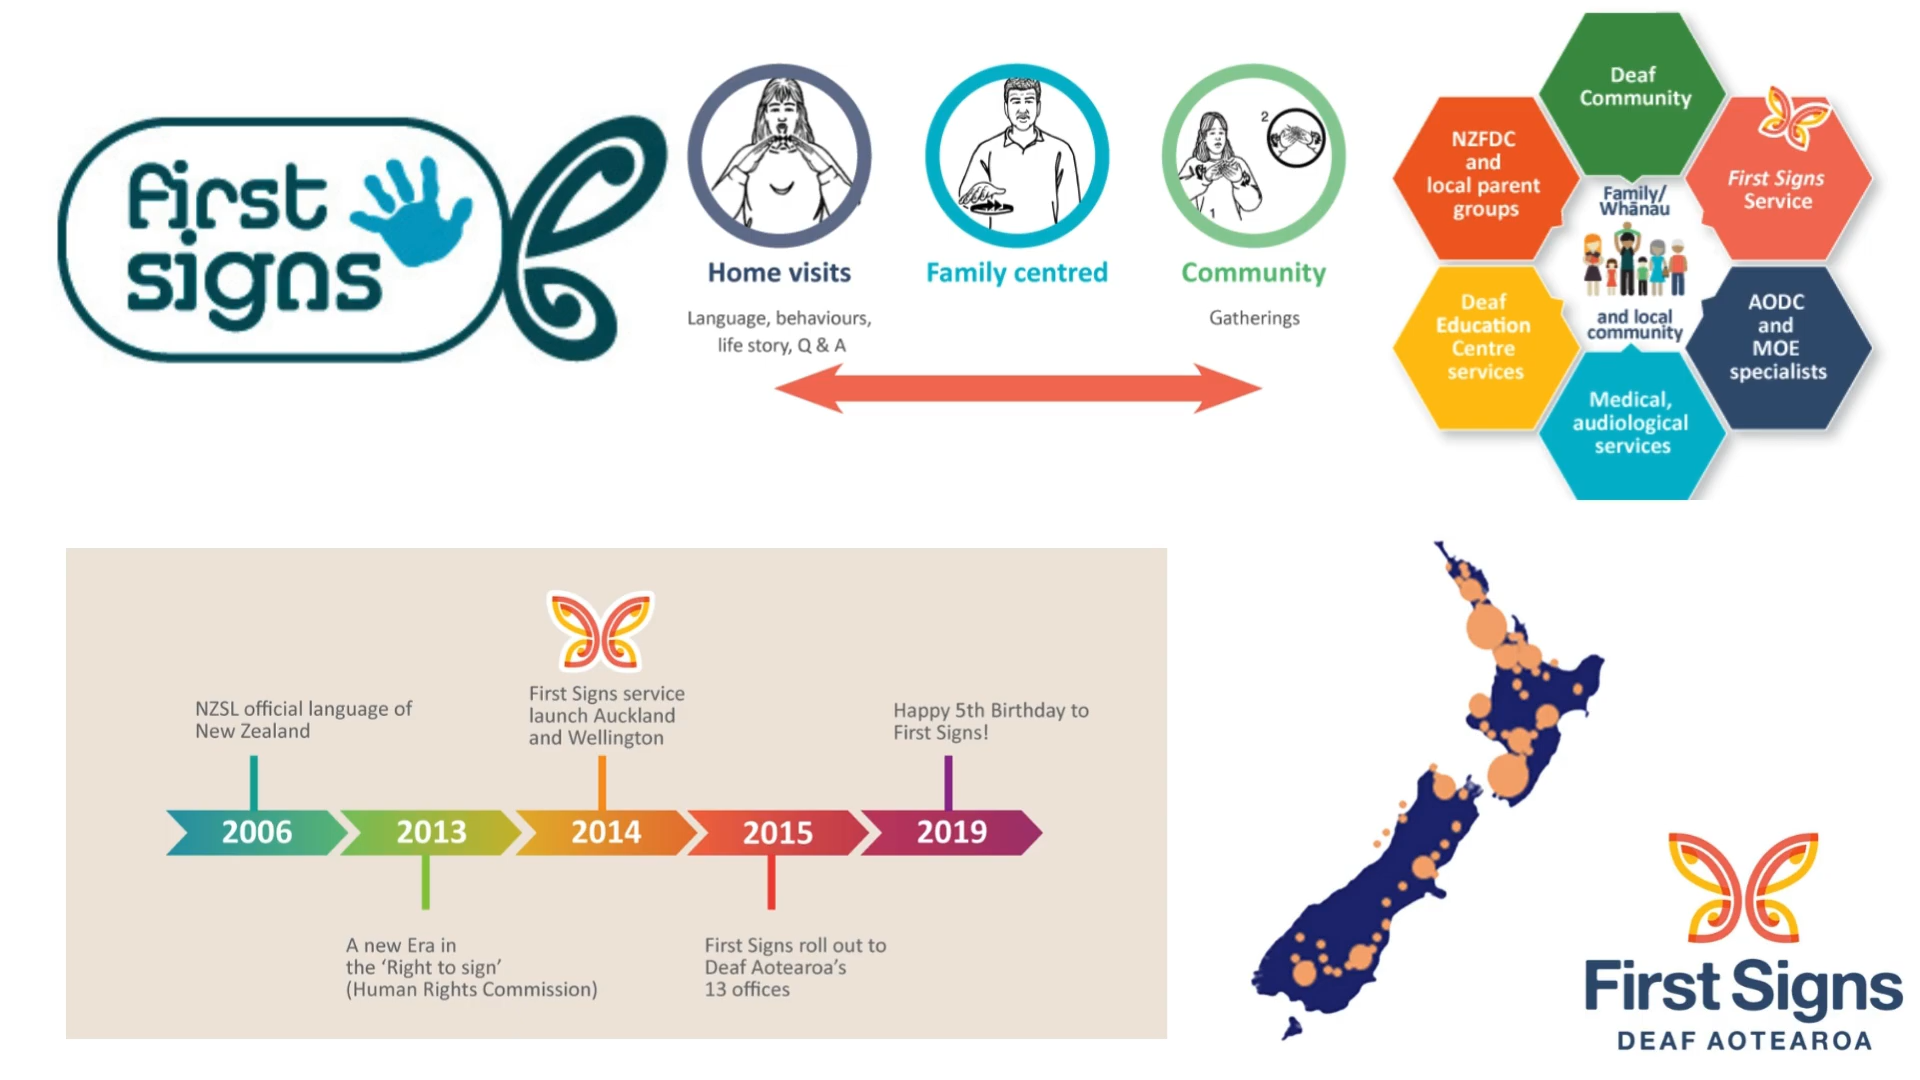 first
signs
Home visits
Language, behaviours,
life story, Q & A
Family centred
2
1
Community
Gatherings
Deaf
Community
NZFDC
and
local parent
groups
First Signs
Service
Family/
Whānau
and local
community
Deaf
Education
Centre
services
AODC
and
MOE
specialists
Medical,
audiological
services
NZSL official language of
New Zealand
First Signs service
launch Auckland
and Wellington
Happy 5th Birthday to
First Signs!
2006
2013
2014
2015
2019
A new Era in
the ‘Right to sign’
(Human Rights Commission)
First Signs roll out to
Deaf Aotearoa’s
13 offices
First Signs
DEAF AOTEAROA